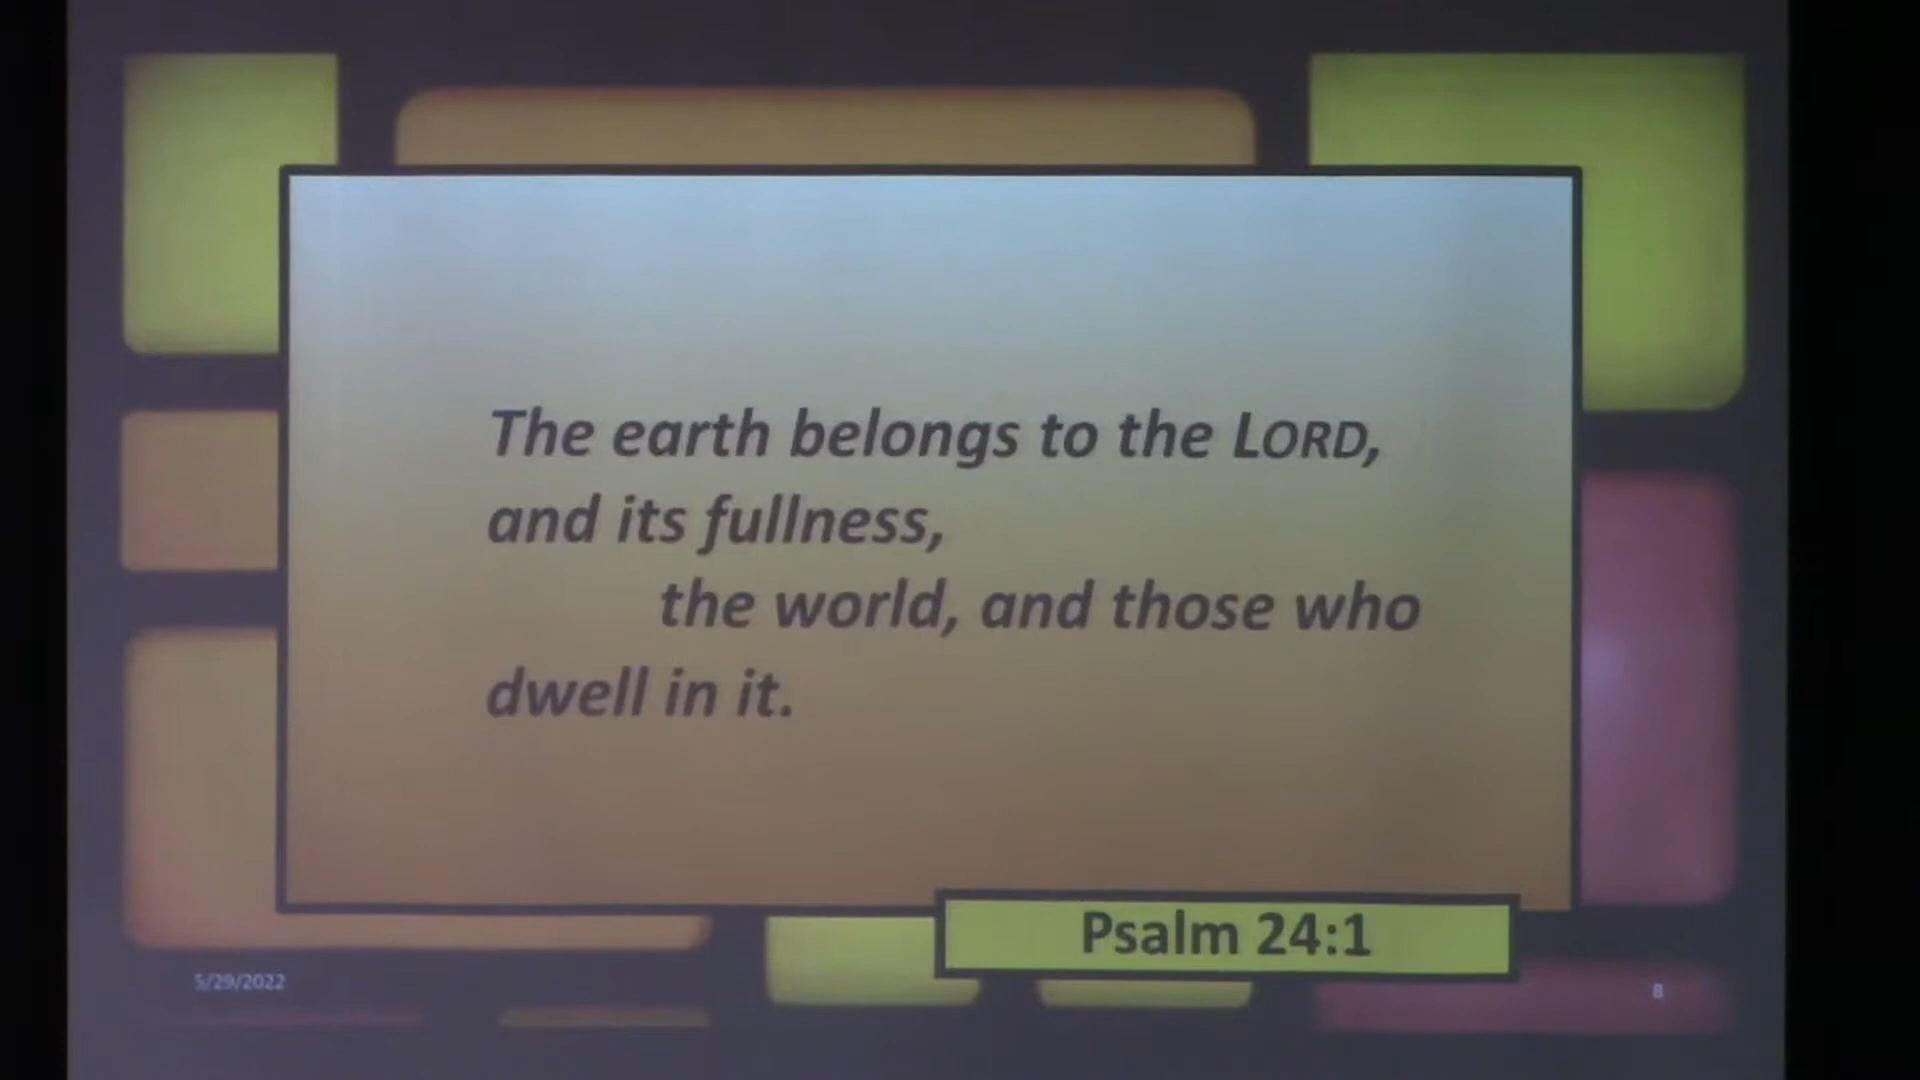 The earth belongs to the LORD,
and its fullness,
the world, and those who
dwell in it.
Psalm 24:1
5/29/2022
8